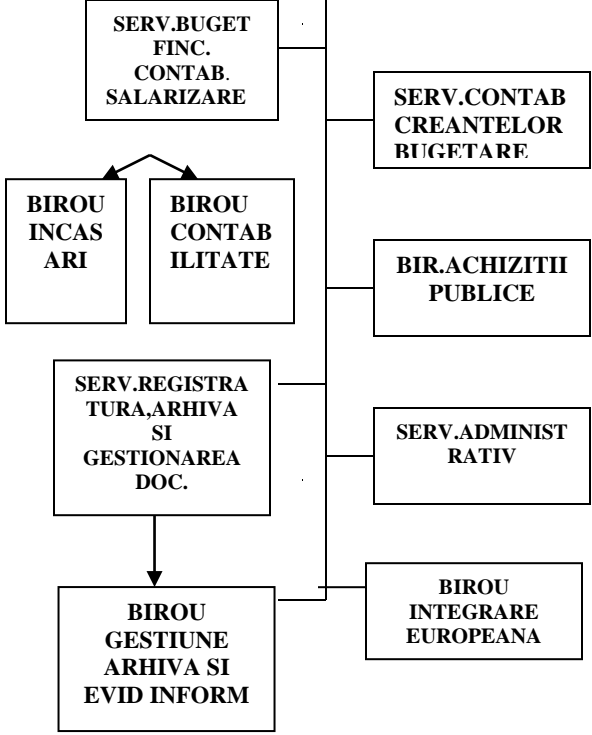 SERV.BUGET
FINC.
CONTAB.
SALARIZARE
SERV.CONTAB
CREANTELOR
BUGETARE
BIROU
INCAS
ARI
BIROU
CONTAB
ILITATE
BIR.ACHIZITII
PUBLICE
SERV.REGISTRA
TURA,ARHIVA
SI
GESTIONAREA
DOC.
SERV.ADMINIST
RATIV
BIROU
GESTIUNE
ARHIVA SI
EVID INFORM
BIROU
INTEGRARE
EUROPEANA